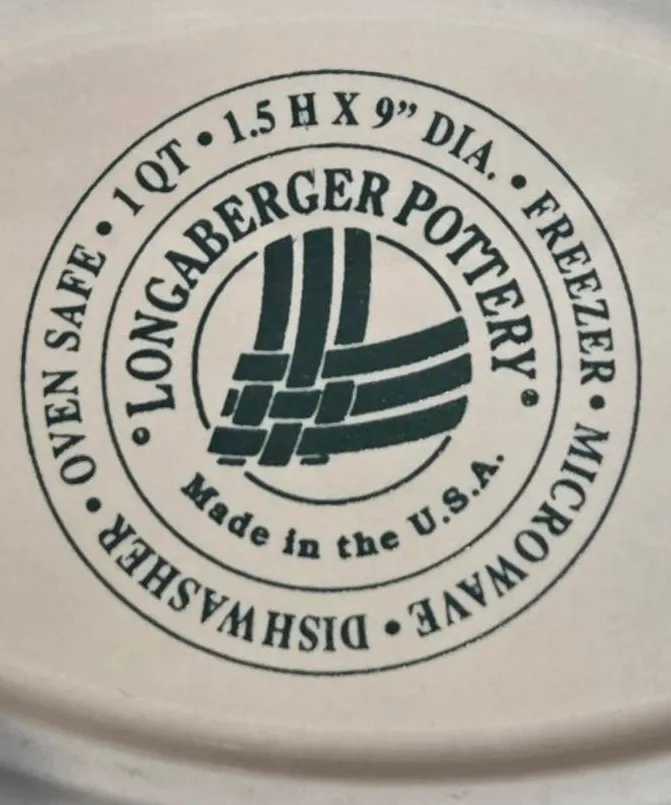 OVEN SAFE • 1 QT • 1.5 H X 9” DIA. • FREEZER • MICROWAVE • DISHWASHER •
LONGABERGER POTTERY
Made in the U.S.A.